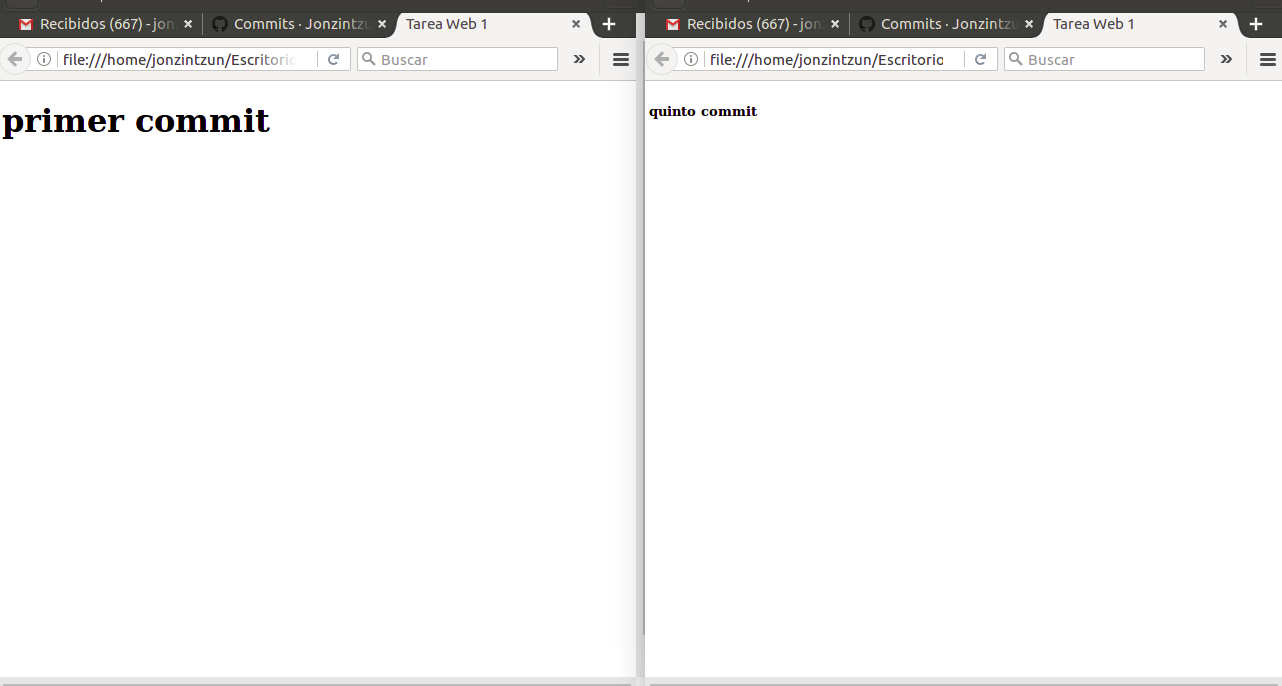 Recibidos (667) - jon
Commits · Jonzintzu
Tarea Web 1
file:///home/jonzintzun/Escritorio
Buscar
primer commit
Recibidos (667) - jon
Commits · Jonzintzu
Tarea Web 1
file:///home/jonzintzun/Escritorio
Buscar
quinto commit